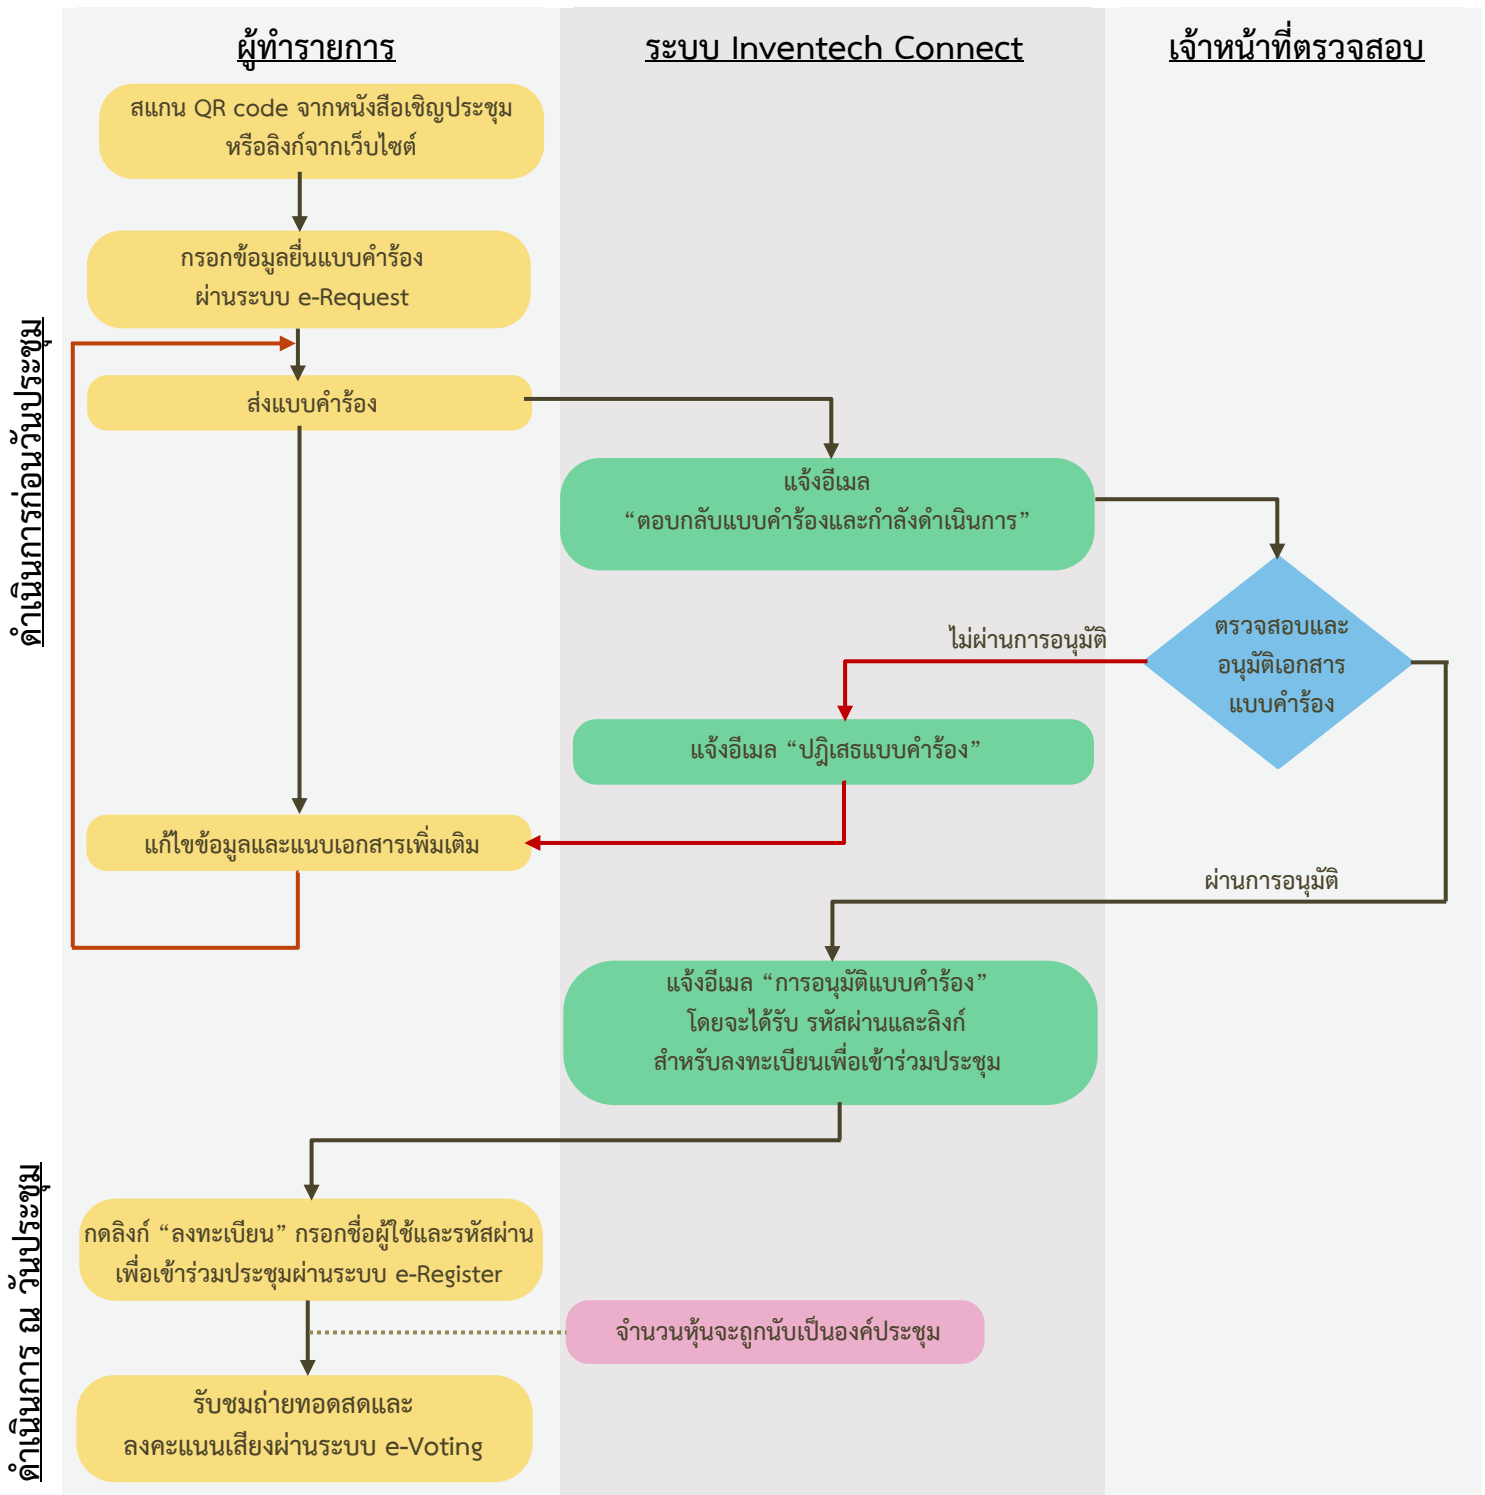 ผู้ทำรายการ
ระบบ Inventech Connect
เจ้าหน้าที่ตรวจสอบ
ดำเนินการก่อนวันประชุม
สแกน QR code จากหนังสือเชิญประชุม
หรือลิงก์จากเว็บไซต์
กรอกข้อมูลยื่นแบบคำร้อง
ผ่านระบบ e-Request
ส่งแบบคำร้อง
แจ้งอีเมล
“ตอบกลับแบบคำร้องและกำลังดำเนินการ”
ตรวจสอบและ
อนุมัติเอกสาร
แบบคำร้อง
ไม่ผ่านการอนุมัติ
แจ้งอีเมล “ปฎิเสธแบบคำร้อง”
แก้ไขข้อมูลและแนบเอกสารเพิ่มเติม
ผ่านการอนุมัติ
แจ้งอีเมล “การอนุมัติแบบคำร้อง”
โดยจะได้รับ รหัสผ่านและลิงก์
สำหรับลงทะเบียนเพื่อเข้าร่วมประชุม
ดำเนินการ ณ วันประชุม
กดลิงก์ “ลงทะเบียน” กรอกชื่อผู้ใช้และรหัสผ่าน
เพื่อเข้าร่วมประชุมผ่านระบบ e-Register
จำนวนหุ้นจะถูกนับเป็นองค์ประชุม
รับชมถ่ายทอดสดและ
ลงคะแนนเสียงผ่านระบบ e-Voting